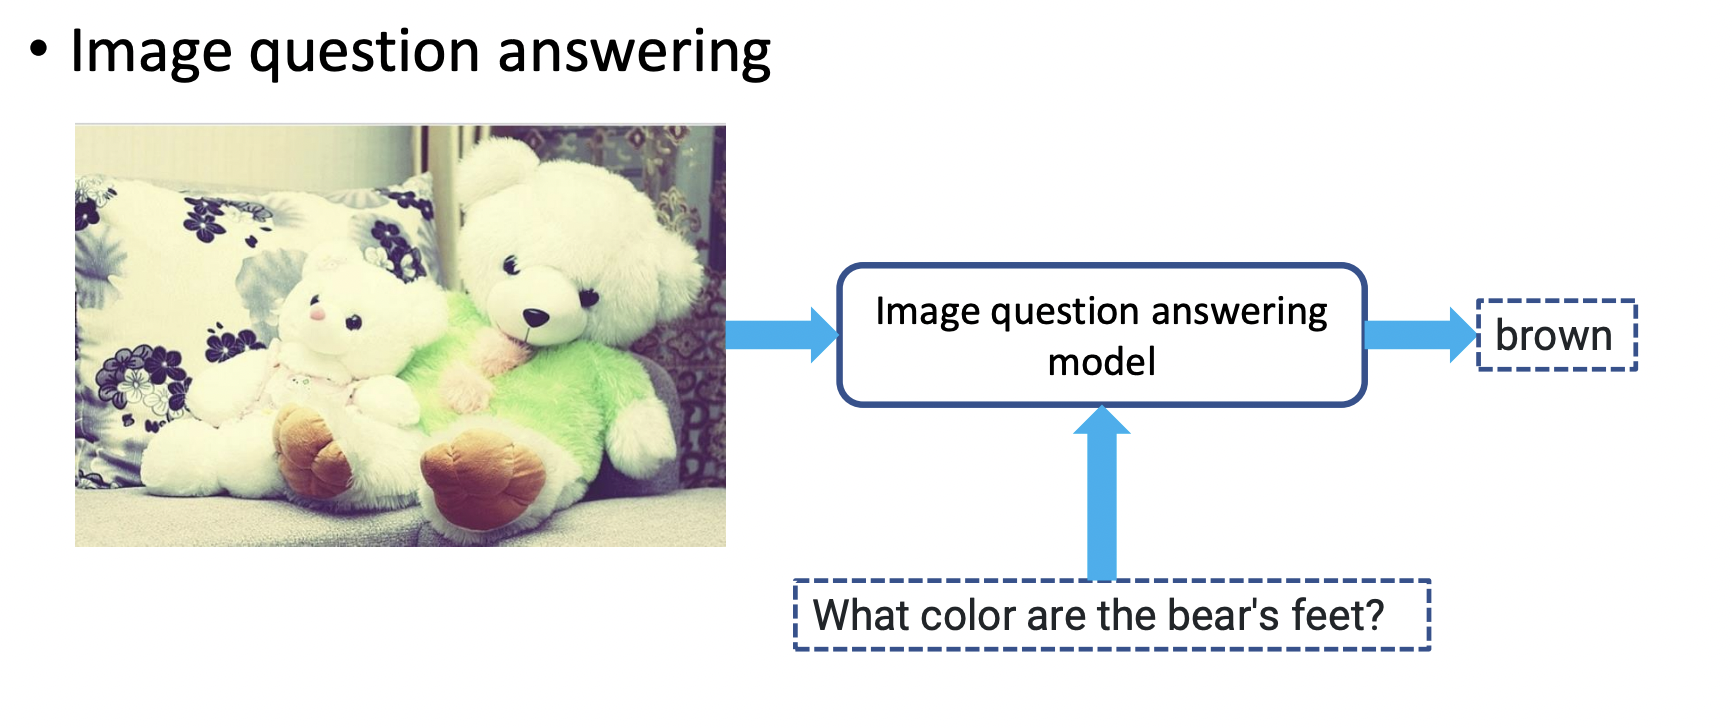 • Image question answering
Image question answering
model
brown
What color are the bear's feet?